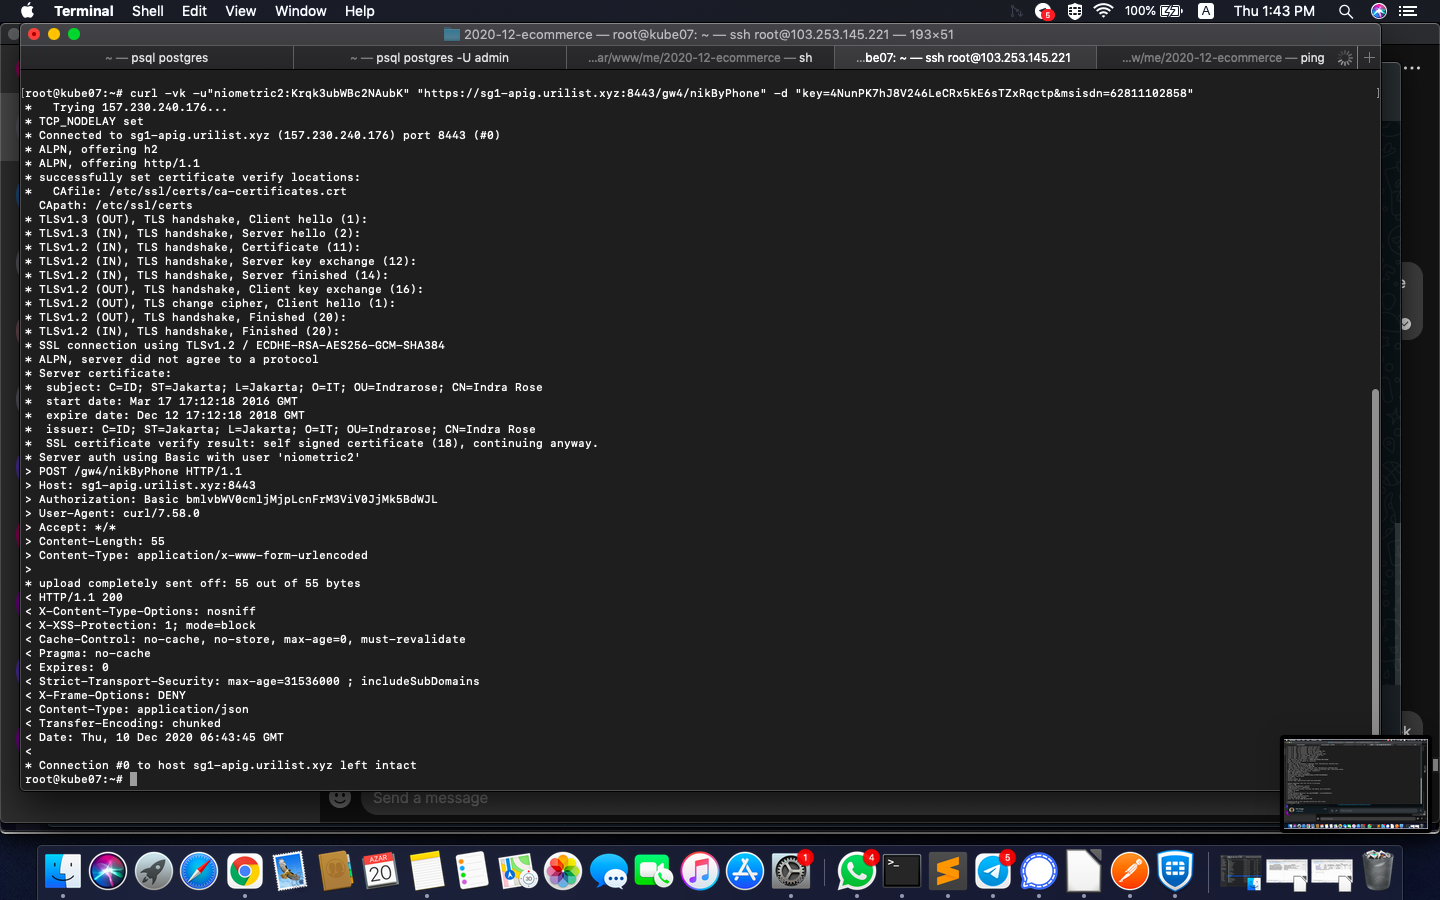 Terminal Shell Edit View Window Help
5 100% A Thu 1:43 PM
2020-12-ecommerce — root@kube07: ~ — ssh root@103.253.145.221 — 193×51
~ — psql postgres
~ — psql postgres -U admin
...ar/www/me/2020-12-ecommerce — sh
...be07: ~ — ssh root@103.253.145.221
...w/me/2020-12-ecommerce — ping
[root@kube07:~# curl -vk -u"niometric2:Krqk3ubWBc2NAubK" "https://sg1-apig.urilist.xyz:8443/gw4/nikByPhone" -d "key=4NunPK7hJ8V246LeCRx5kE6sTZxRqctp&msisdn=62811102858" ]
*   Trying 157.230.240.176...
* TCP_NODELAY set
* Connected to sg1-apig.urilist.xyz (157.230.240.176) port 8443 (#0)
* ALPN, offering h2
* ALPN, offering http/1.1
* successfully set certificate verify locations:
*   CAfile: /etc/ssl/certs/ca-certificates.crt
  CApath: /etc/ssl/certs
* TLSv1.3 (OUT), TLS handshake, Client hello (1):
* TLSv1.3 (IN), TLS handshake, Server hello (2):
* TLSv1.2 (IN), TLS handshake, Certificate (11):
* TLSv1.2 (IN), TLS handshake, Server key exchange (12):
* TLSv1.2 (IN), TLS handshake, Server finished (14):
* TLSv1.2 (OUT), TLS handshake, Client key exchange (16):
* TLSv1.2 (OUT), TLS change cipher, Client hello (1):
* TLSv1.2 (OUT), TLS handshake, Finished (20):
* TLSv1.2 (IN), TLS handshake, Finished (20):
* SSL connection using TLSv1.2 / ECDHE-RSA-AES256-GCM-SHA384
* ALPN, server did not agree to a protocol
* Server certificate:
*  subject: C=ID; ST=Jakarta; L=Jakarta; O=IT; OU=Indrarose; CN=Indra Rose
*  start date: Mar 17 17:12:18 2016 GMT
*  expire date: Dec 12 17:12:18 2018 GMT
*  issuer: C=ID; ST=Jakarta; L=Jakarta; O=IT; OU=Indrarose; CN=Indra Rose
*  SSL certificate verify result: self signed certificate (18), continuing anyway.
* Server auth using Basic with user 'niometric2'
> POST /gw4/nikByPhone HTTP/1.1
> Host: sg1-apig.urilist.xyz:8443
> Authorization: Basic bmlvbWV0cmljMjpLcnFrM3ViV0JjMk5BdWJL
> User-Agent: curl/7.58.0
> Accept: */*
> Content-Length: 55
> Content-Type: application/x-www-form-urlencoded
>
* upload completely sent off: 55 out of 55 bytes
< HTTP/1.1 200
< X-Content-Type-Options: nosniff
< X-XSS-Protection: 1; mode=block
< Cache-Control: no-cache, no-store, max-age=0, must-revalidate
< Pragma: no-cache
< Expires: 0
< Strict-Transport-Security: max-age=31536000 ; includeSubDomains
< X-Frame-Options: DENY
< Content-Type: application/json
< Transfer-Encoding: chunked
< Date: Thu, 10 Dec 2020 06:43:45 GMT
<
* Connection #0 to host sg1-apig.urilist.xyz left intact
root@kube07:~#
e
k
Send a message
AZAR
20
1
4
>_
5